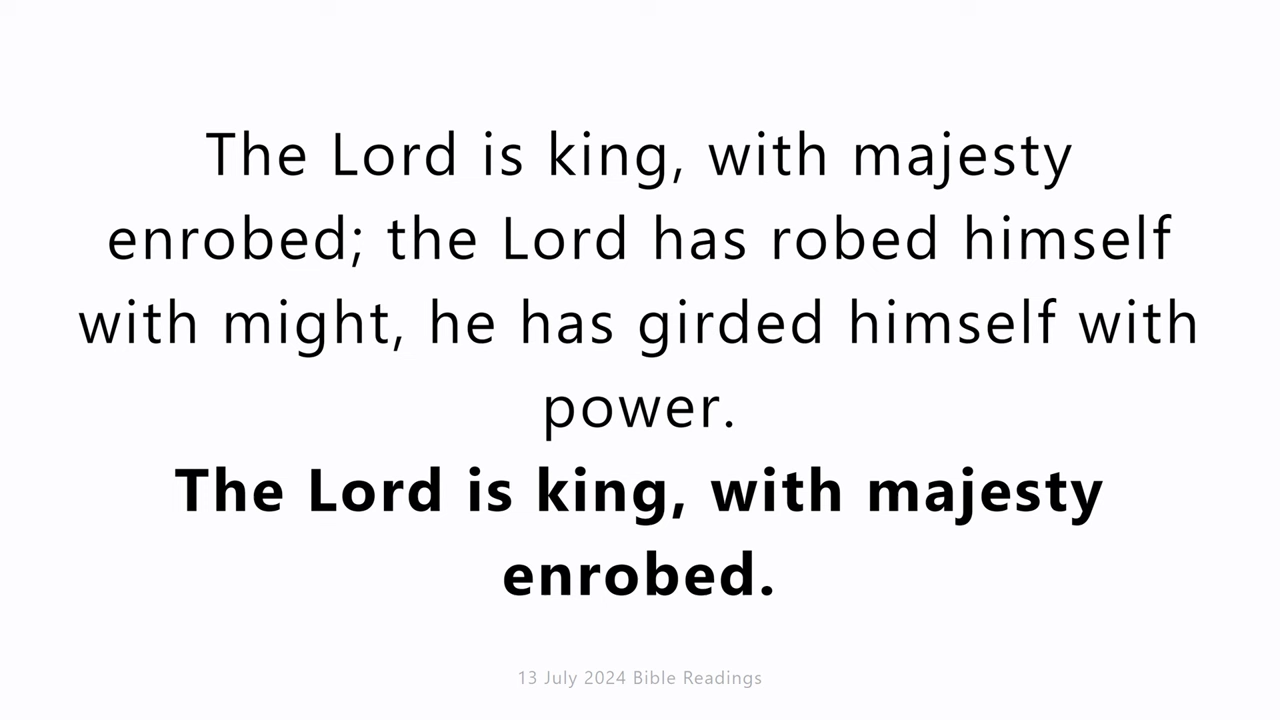 The Lord is king, with majesty
enrobed; the Lord has robed himself
with might, he has girded himself with
power.
The Lord is king, with majesty
enrobed.
13 July 2024 Bible Readings